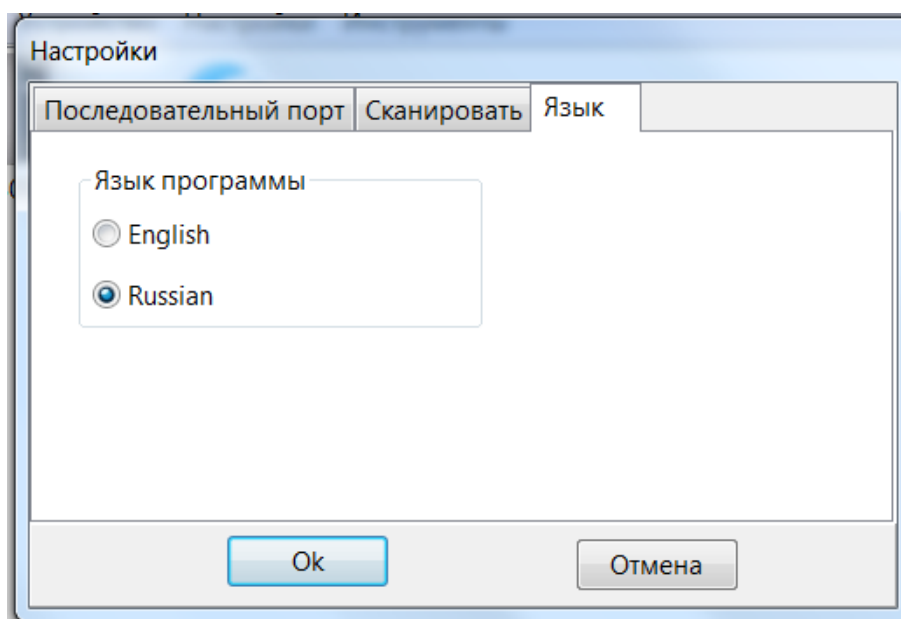 Настройки
Последовательный порт Сканировать Язык
Язык программы
English
Russian
Ok Отмена